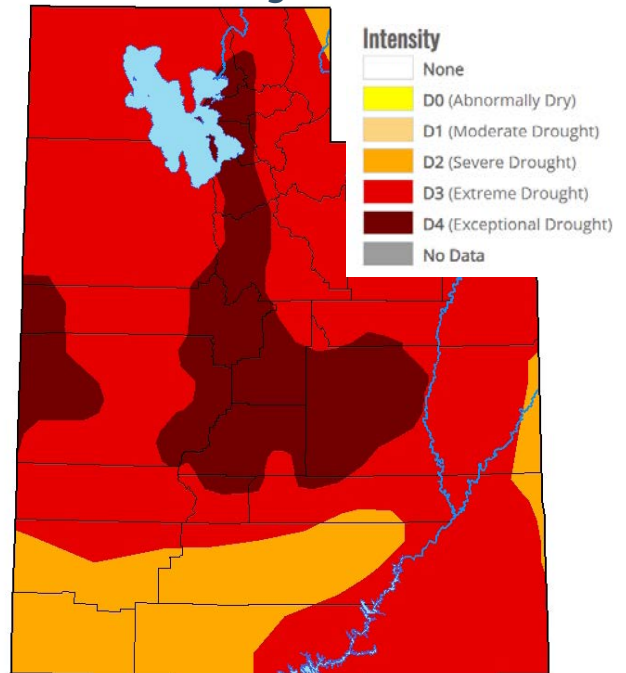 Intensity
None
D0 (Abnormally Dry)
D1 (Moderate Drought)
D2 (Severe Drought)
D3 (Extreme Drought)
D4 (Exceptional Drought)
No Data